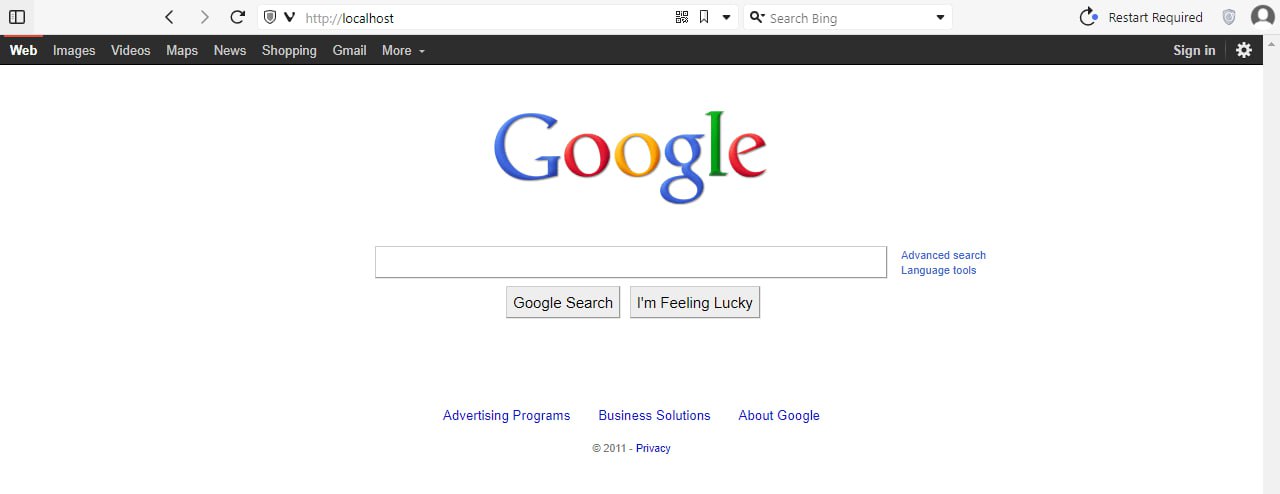 http://localhost Search Bing Restart Required
Web Images Videos Maps News Shopping Gmail More Sign in
Google
Advanced search
Language tools
Google Search I'm Feeling Lucky
Advertising Programs Business Solutions About Google
© 2011 - Privacy